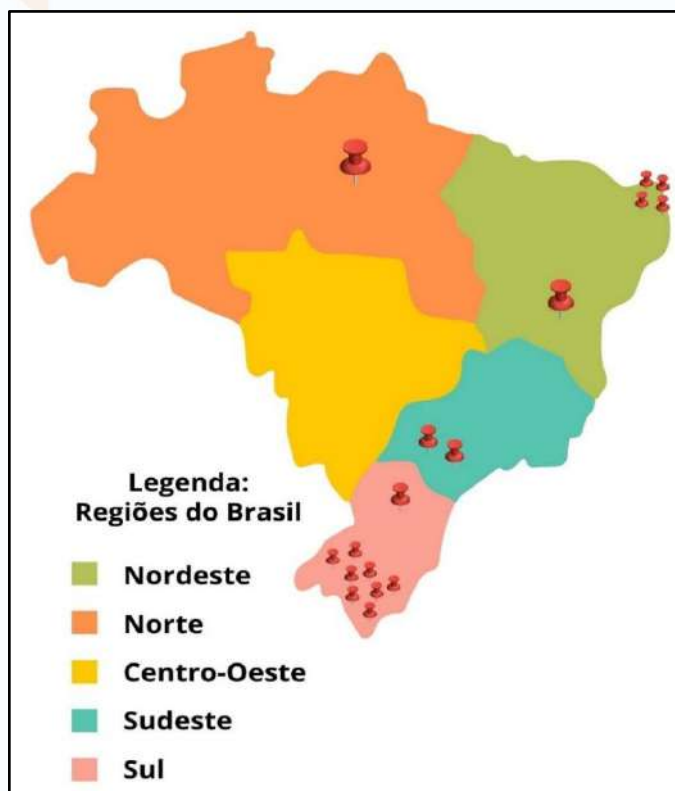 Legenda:
Regiões do Brasil
Nordeste
Norte
Centro-Oeste
Sudeste
Sul